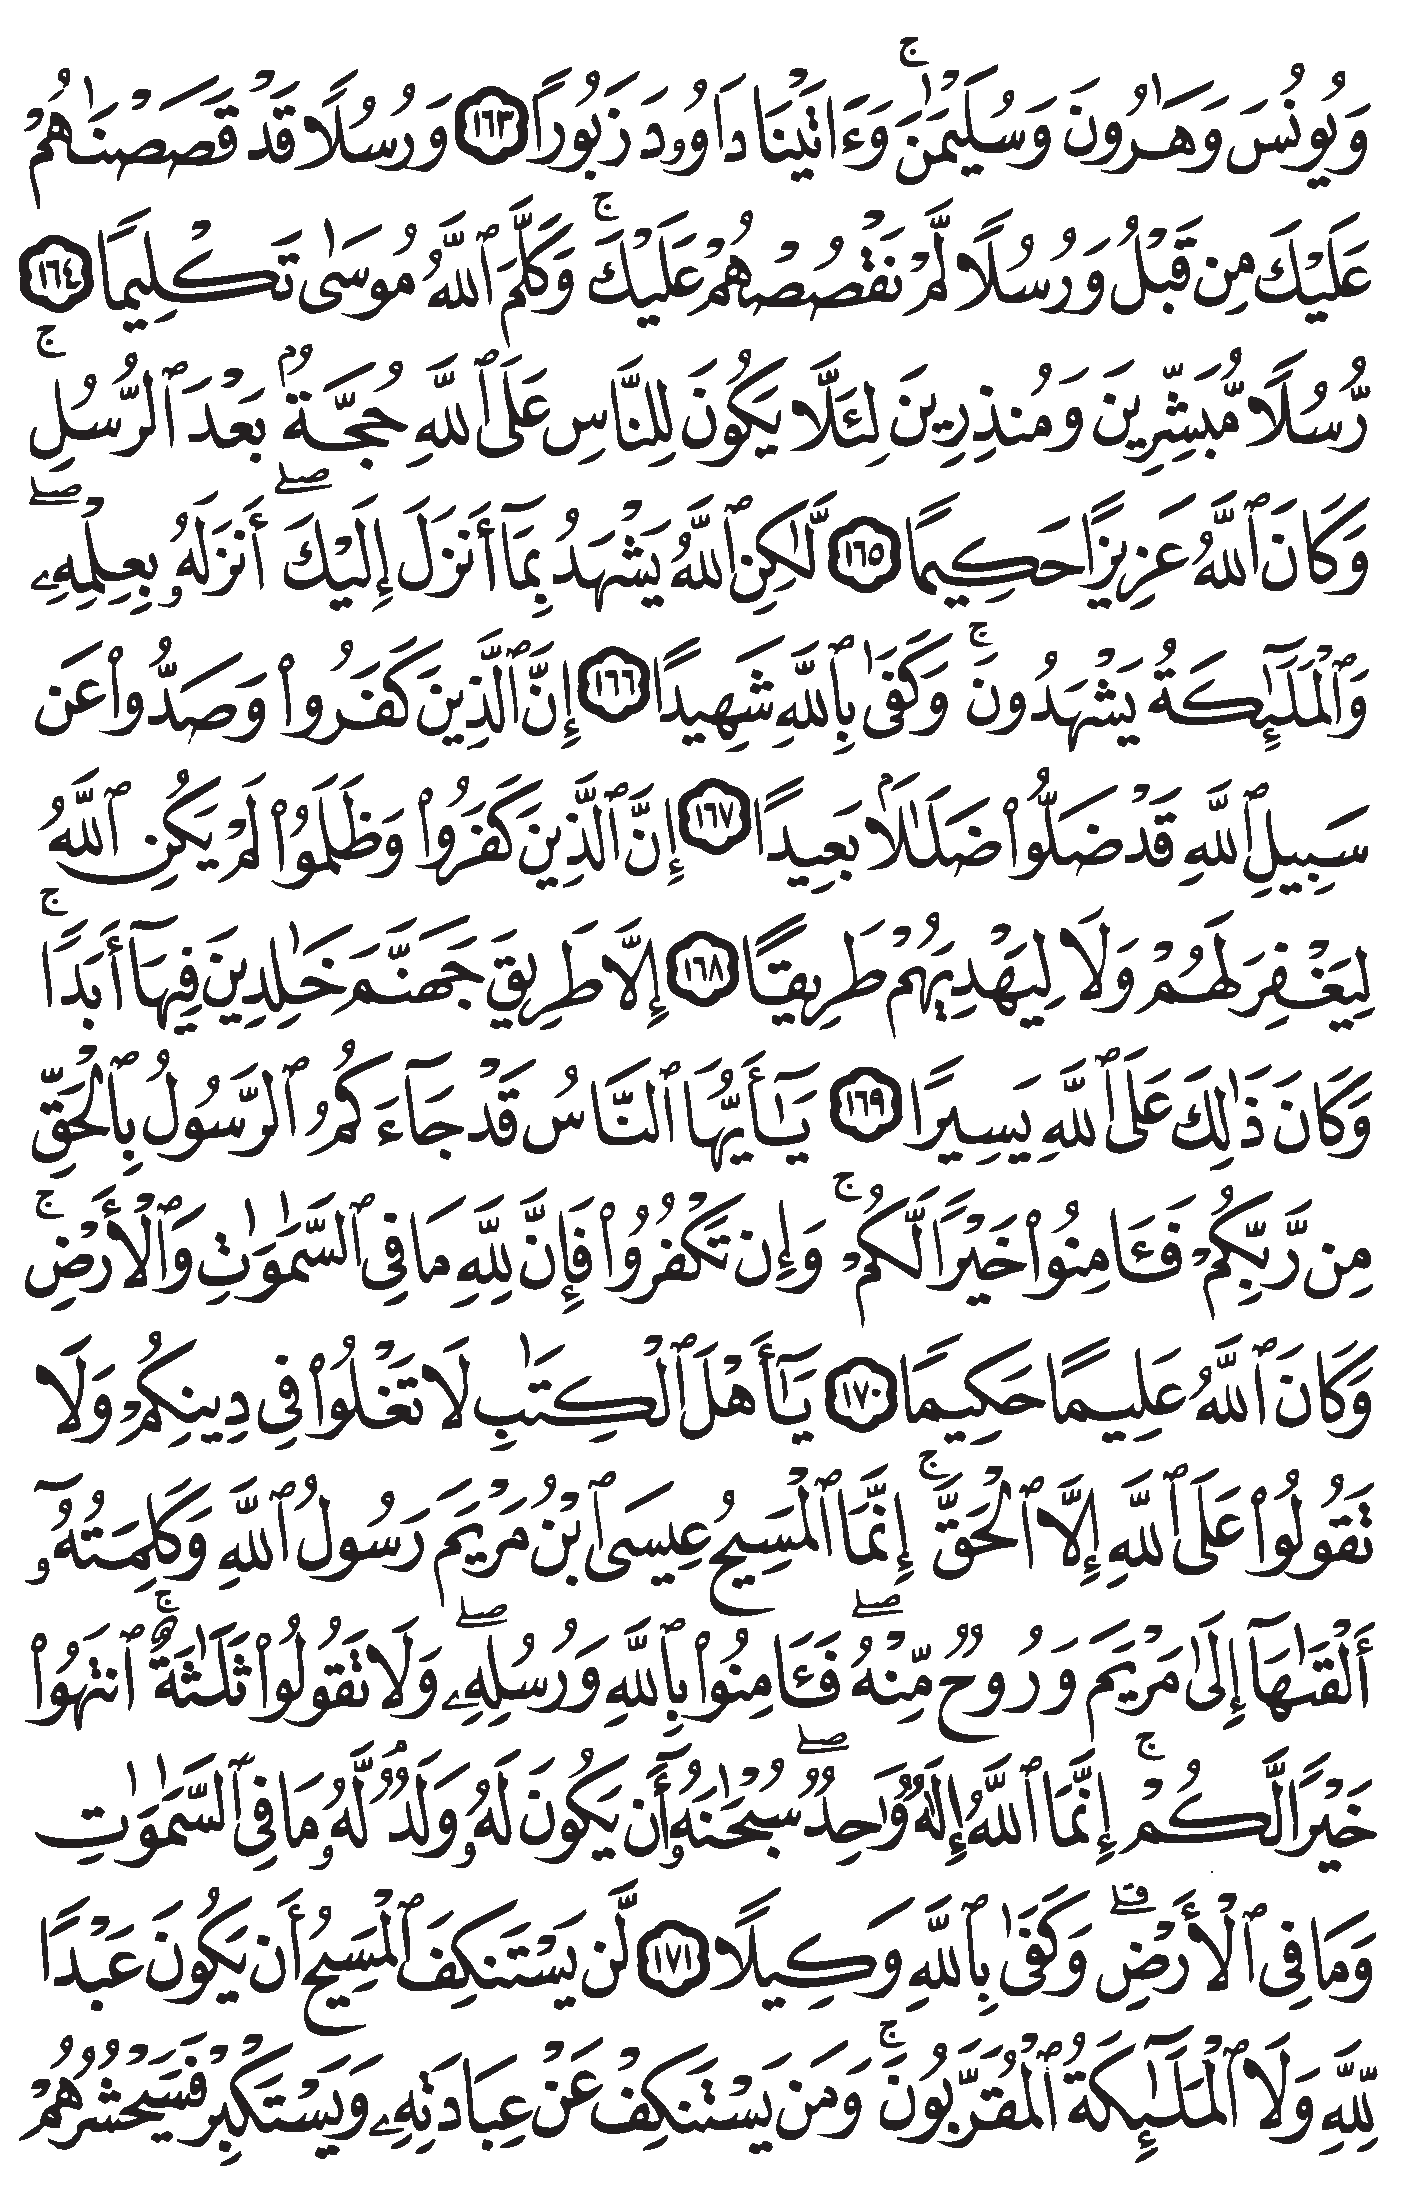 وَيُونُسَ وَهَٰرُونَ وَسُلَيْمَٰنَۚ وَءَاتَيْنَا دَاوُۥدَ زَبُورًا ١٦٣ وَرُسُلًا قَدْ قَصَصْنَٰهُمْ
عَلَيْكَ مِن قَبْلُ وَرُسُلًا لَّمْ نَقْصُصْهُمْ عَلَيْكَۚ وَكَلَّمَ ٱللَّهُ مُوسَىٰ تَكْلِيمًا ١٦٤
رُّسُلًا مُّبَشِّرِينَ وَمُنذِرِينَ لِئَلَّا يَكُونَ لِلنَّاسِ عَلَى ٱللَّهِ حُجَّةٌۢ بَعْدَ ٱلرُّسُلِۚ
وَكَانَ ٱللَّهُ عَزِيزًا حَكِيمًا ١٦٥ لَّٰكِنِ ٱللَّهُ يَشْهَدُ بِمَآ أَنزَلَ إِلَيْكَۖ أَنزَلَهُۥ بِعِلْمِهِۦۖ
وَٱلْمَلَٰٓئِكَةُ يَشْهَدُونَۚ وَكَفَىٰ بِٱللَّهِ شَهِيدًا ١٦٦ إِنَّ ٱلَّذِينَ كَفَرُوا۟ وَصَدُّوا۟ عَن
سَبِيلِ ٱللَّهِ قَدْ ضَلُّوا۟ ضَلَٰلًۢا بَعِيدًا ١٦٧ إِنَّ ٱلَّذِينَ كَفَرُوا۟ وَظَلَمُوا۟ لَمْ يَكُنِ ٱللَّهُ
لِيَغْفِرَ لَهُمْ وَلَا لِيَهْدِيَهُمْ طَرِيقًا ١٦٨ إِلَّا طَرِيقَ جَهَنَّمَ خَٰلِدِينَ فِيهَآ أَبَدًاۚ
وَكَانَ ذَٰلِكَ عَلَى ٱللَّهِ يَسِيرًا ١٦٩ يَٰٓأَيُّهَا ٱلنَّاسُ قَدْ جَآءَكُمُ ٱلرَّسُولُ بِٱلْحَقِّ
مِن رَّبِّكُمْ فَـَٔامِنُوا۟ خَيْرًا لَّكُمْۚ وَإِن تَكْفُرُوا۟ فَإِنَّ لِلَّهِ مَا فِى ٱلسَّمَٰوَٰتِ وَٱلْأَرْضِۚ
وَكَانَ ٱللَّهُ عَلِيمًا حَكِيمًا ١٧٠ يَٰٓأَهْلَ ٱلْكِتَٰبِ لَا تَغْلُوا۟ فِى دِينِكُمْ وَلَا
تَقُولُوا۟ عَلَى ٱللَّهِ إِلَّا ٱلْحَقَّۚ إِنَّمَا ٱلْمَسِيحُ عِيسَى ٱبْنُ مَرْيَمَ رَسُولُ ٱللَّهِ وَكَلِمَتُهُۥٓ
أَلْقَىٰهَآ إِلَىٰ مَرْيَمَ وَرُوحٌ مِّنْهُۖ فَـَٔامِنُوا۟ بِٱللَّهِ وَرُسُلِهِۦۖ وَلَا تَقُولُوا۟ ثَلَٰثَةٌۚ ٱنتَهُوا۟
خَيْرًا لَّكُمْۚ إِنَّمَا ٱللَّهُ إِلَٰهٌ وَٰحِدٌۖ سُبْحَٰنَهُۥٓ أَن يَكُونَ لَهُۥ وَلَدٌۘ لَّهُۥ مَا فِى ٱلسَّمَٰوَٰتِ
وَمَا فِى ٱلْأَرْضِۗ وَكَفَىٰ بِٱللَّهِ وَكِيلًا ١٧١ لَّن يَسْتَنكِفَ ٱلْمَسِيحُ أَن يَكُونَ عَبْدًا
لِّلَّهِ وَلَا ٱلْمَلَٰٓئِكَةُ ٱلْمُقَرَّبُونَۚ وَمَن يَسْتَنكِفْ عَنْ عِبَادَتِهِۦ وَيَسْتَكْبِرْ فَسَيَحْشُرُهُمْ